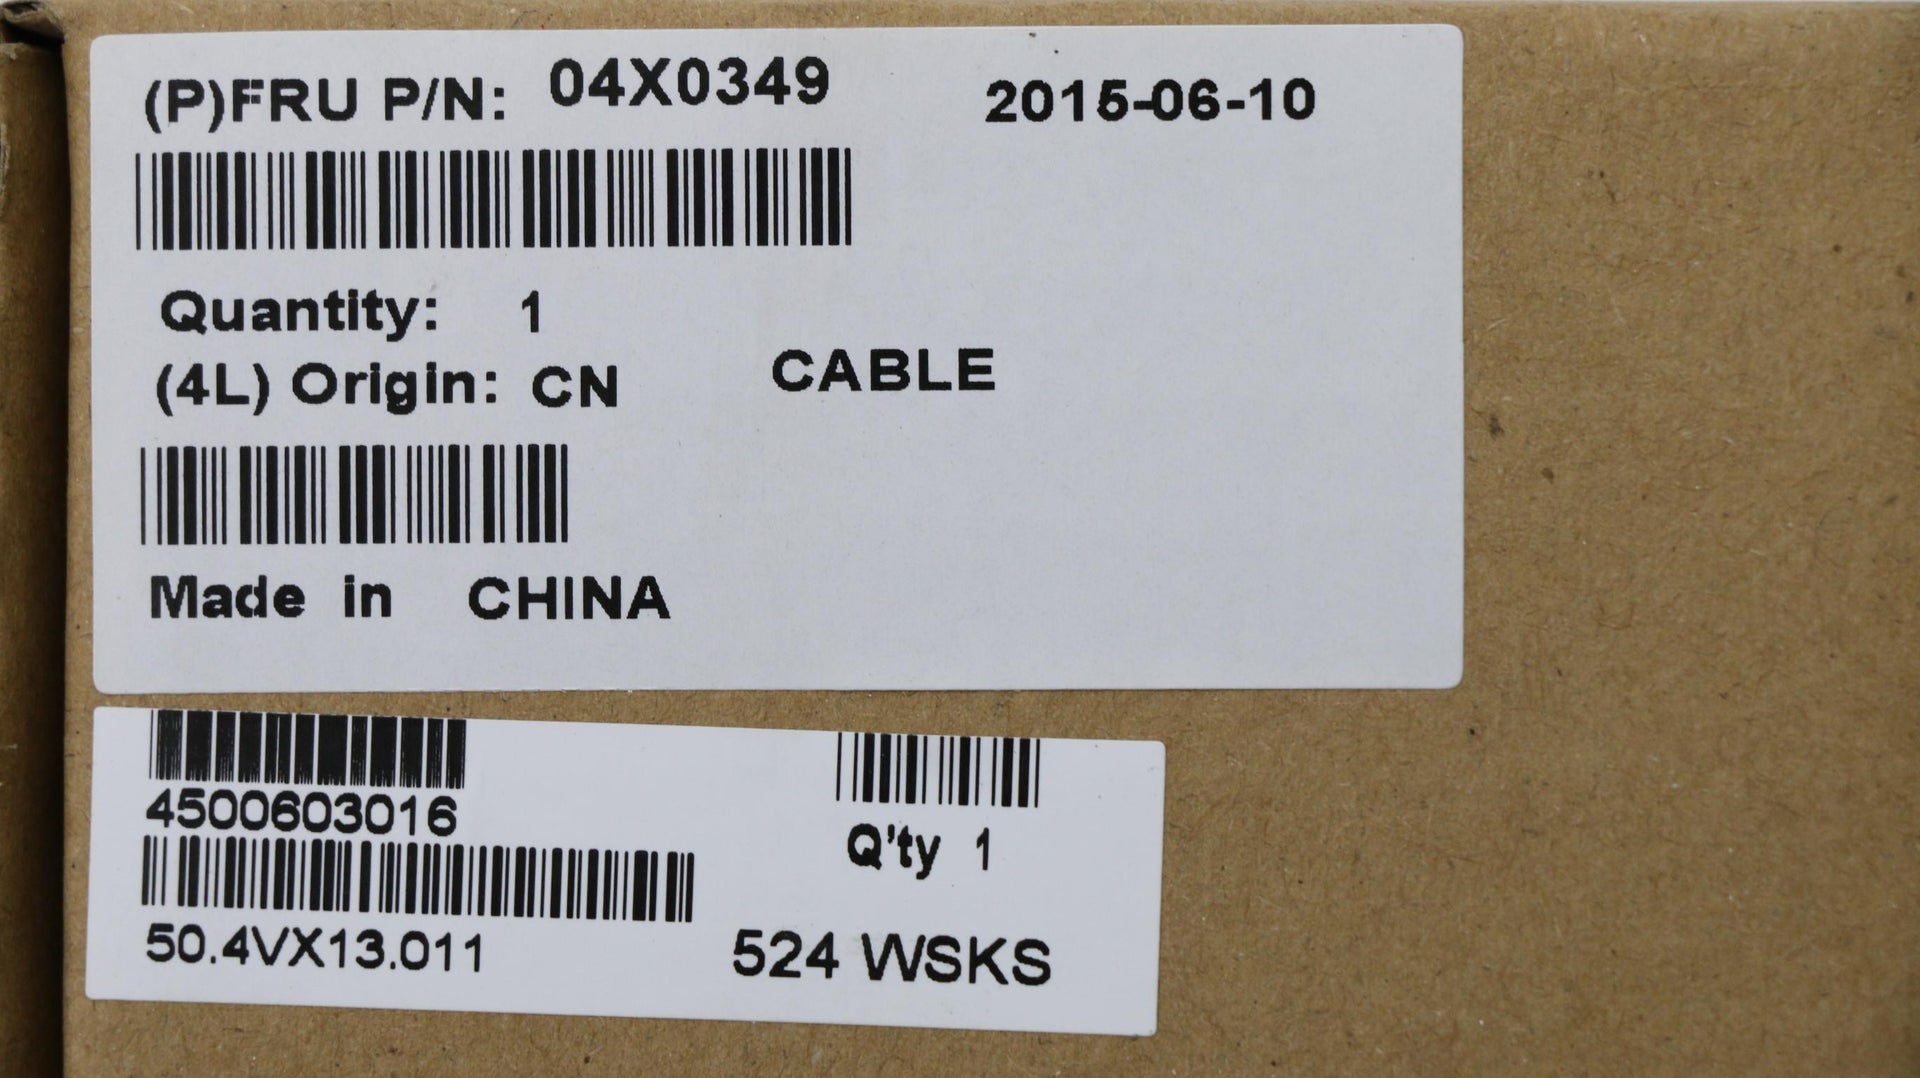 (P)FRU P/N: 04X0349 2015-06-10
Quantity: 1
(4L) Origin: CN CABLE
Made in CHINA
4500603016
Q'ty 1
50.4VX13.011
524 WSKS